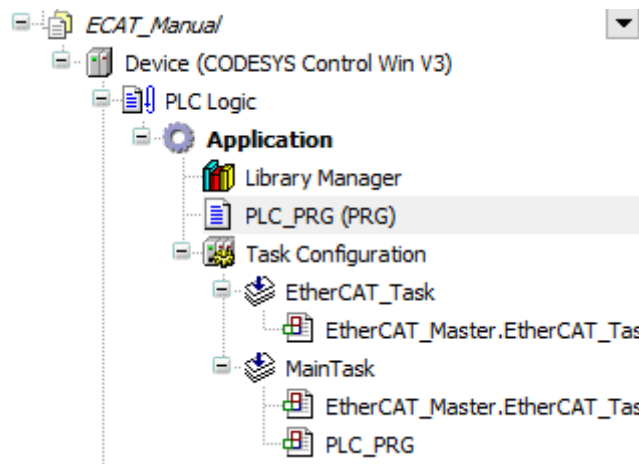 ECAT_Manual
Device (CODESYS Control Win V3)
PLC Logic
Application
Library Manager
PLC_PRG (PRG)
Task Configuration
EtherCAT_Task
EtherCAT_Master.EtherCAT_Tas
MainTask
EtherCAT_Master.EtherCAT_Tas
PLC_PRG